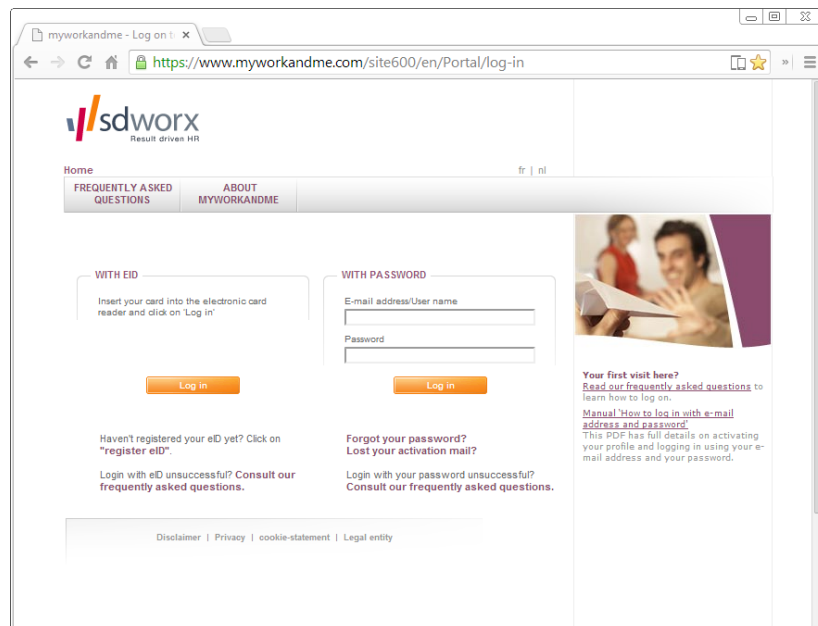 myworkandme - Log on t
https://www.myworkandme.com/site600/en/Portal/log-in
sdworx
Result driven HR
Home
fr | nl
FREQUENTLY ASKED
QUESTIONS
ABOUT
MYWORKANDME
WITH EID
Insert your card into the electronic card
reader and click on 'Log in'
Log in
Haven't registered your eID yet? Click on
"register eID".
Login with eID unsuccessful? Consult our
frequently asked questions.
WITH PASSWORD
E-mail address/User name
Password
Log in
Forgot your password?
Lost your activation mail?
Login with your password unsuccessful?
Consult our frequently asked questions.
Your first visit here?
Read our frequently asked questions to
learn how to log on.
Manual 'How to log in with e-mail
address and password'
This PDF has full details on activating
your profile and logging in using your e-
mail address and your password.
Disclaimer | Privacy | cookie-statement | Legal entity